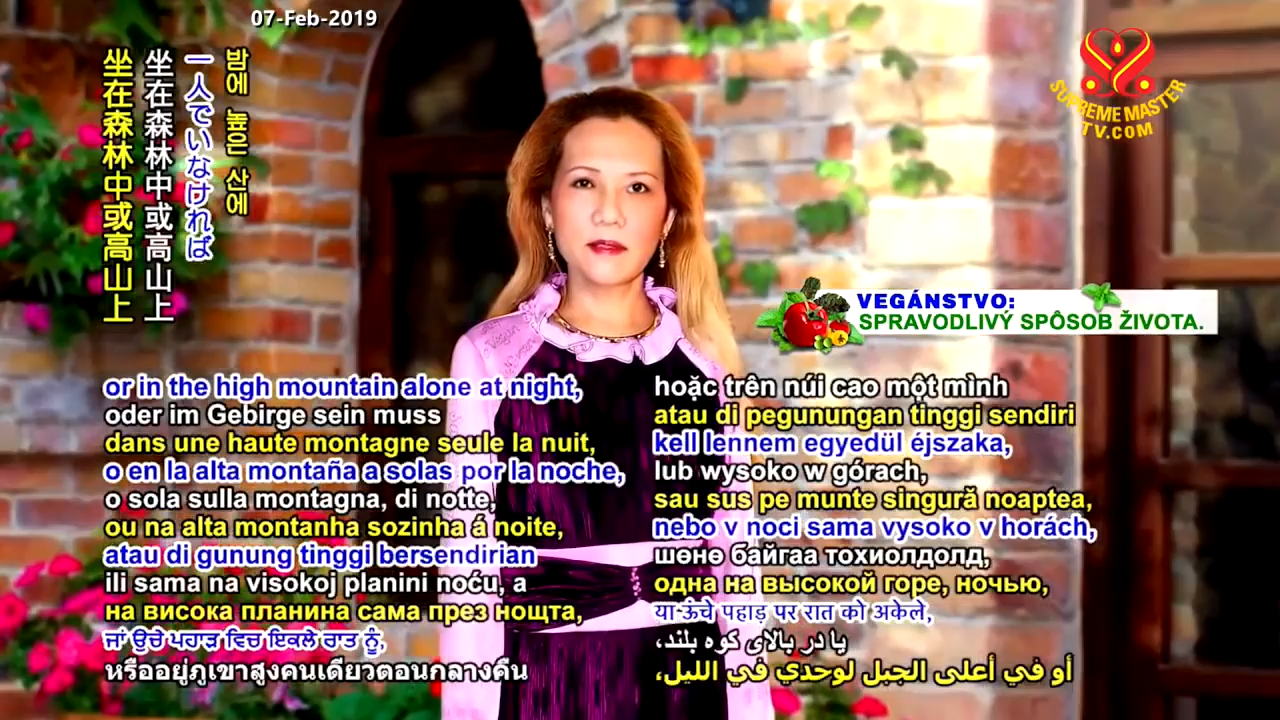 07-Feb-2019
밤에 높은 산에
一人でいなければ
坐在森林中或高山上
坐在森林中或高山上
SUPREME MASTER
TV.COM
VEGÁNSTVO:
SPRAVODLIVÝ SPÔSOB ŽIVOTA.
or in the high mountain alone at night,
oder im Gebirge sein muss
dans une haute montagne seule la nuit,
o en la alta montaña a solas por la noche,
o sola sulla montagna, di notte,
ou na alta montanha sozinha á noite,
atau di gunung tinggi bersendirian
ili sama na visokoj planini noću, a
на висока планина сама през нощта,
ਜਾਂ ਉਚੇ ਪਹਾੜ ਵਿਚ ਇਕਲੇ ਰਾਤ ਨੂੰ,
หรืออยู่ภูเขาสูงคนเดียวตอนกลางคืน
hoặc trên núi cao một mình
atau di pegunungan tinggi sendiri
kell lennem egyedül éjszaka,
lub wysoko w górach,
sau sus pe munte singură noaptea,
nebo v noci sama vysoko v horách,
шөнө байгаа тохиолдолд,
одна на высокой горе, ночью,
या ऊंचे पहाड़ पर रात को अकेले,
یا در بالای کوه بلند،
أو في أعلى الجبل لوحدي في الليل،